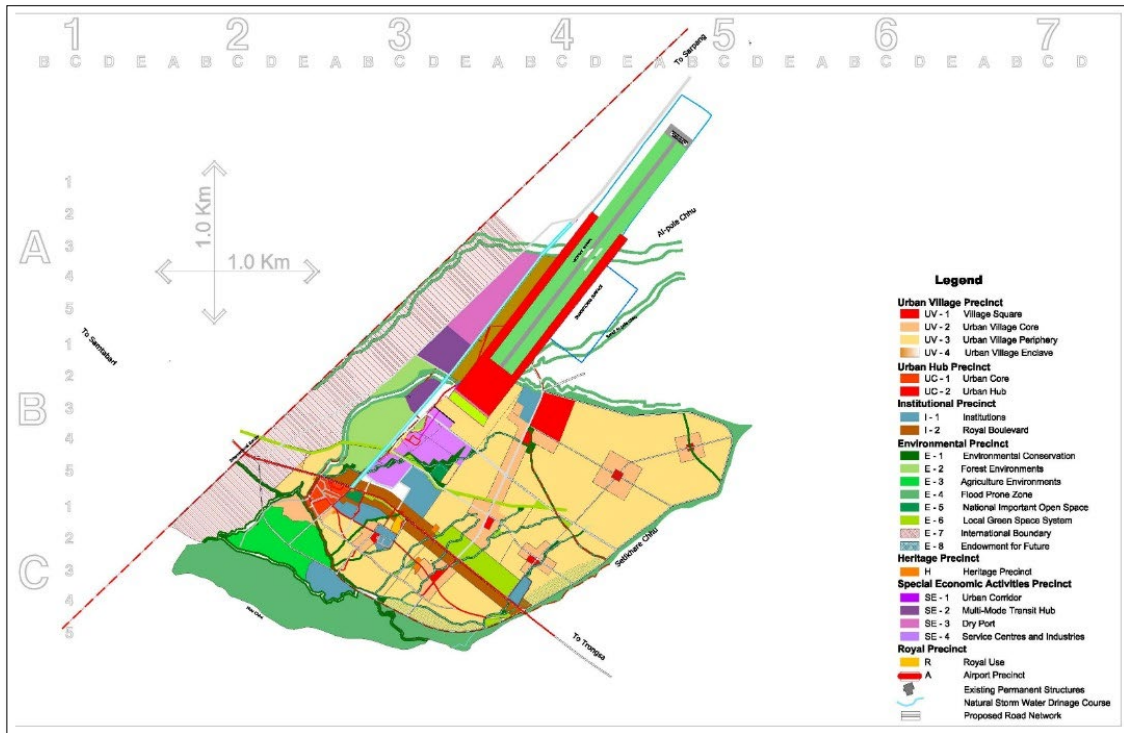 1 2 3 4 5 6 7
B C D E A B C D E A B C D E A B C D E A B C D E A B C D E A B C D
To Sarpang
1
2
A 3
4
5
1.0 Km
1.0 Km
Ai-pole Chhu
To Samtabari
1
2
B 3
4
5
1
2
C 3
4
5
Setikhare Chhu
To Trongsa
Legend
Urban Village Precinct
UV - 1 Village Square
UV - 2 Urban Village Core
UV - 3 Urban Village Periphery
UV - 4 Urban Village Enclave
Urban Hub Precinct
UC - 1 Urban Core
UC - 2 Urban Hub
Institutional Precinct
I - 1 Institutions
I - 2 Royal Boulevard
Environmental Precinct
E - 1 Environmental Conservation
E - 2 Forest Environments
E - 3 Agriculture Environments
E - 4 Flood Prone Zone
E - 5 National Important Open Space
E - 6 Local Green Space System
E - 7 International Boundary
E - 8 Endowment for Future
Heritage Precinct
H Heritage Precinct
Special Economic Activities Precinct
SE - 1 Urban Corridor
SE - 2 Multi-Mode Transit Hub
SE - 3 Dry Port
SE - 4 Service Centres and Industries
Royal Precinct
R Royal Use
A Airport Precinct
Existing Permanent Structures
Natural Storm Water Drinage Course
Proposed Road Network